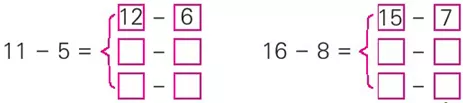 12 − 6 15 − 7
11 − 5 = □ − □ 16 − 8 = □ − □
□ − □ □ − □